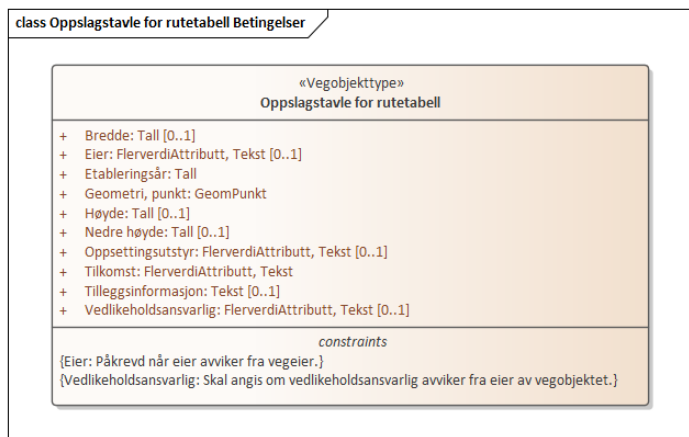 class Oppslagstavle for rutetabell Betingelser
«Vegobjekttype»
Oppslagstavle for rutetabell
+ Bredde: Tall [0..1]
+ Eier: FlerverdiAttributt, Tekst [0..1]
+ Etableringsår: Tall
+ Geometri, punkt: GeomPunkt
+ Høyde: Tall [0..1]
+ Nedre høyde: Tall [0..1]
+ Oppsettingsutstyr: FlerverdiAttributt, Tekst [0..1]
+ Tilkomst: FlerverdiAttributt, Tekst
+ Tilleggsinformasjon: Tekst [0..1]
+ Vedlikeholdsansvarlig: FlerverdiAttributt, Tekst [0..1]
constraints
{Eier: Påkrevd når eier avviker fra vegeier.}
{Vedlikeholdsansvarlig: Skal angis om vedlikeholdsansvarlig avviker fra eier av vegobjektet.}